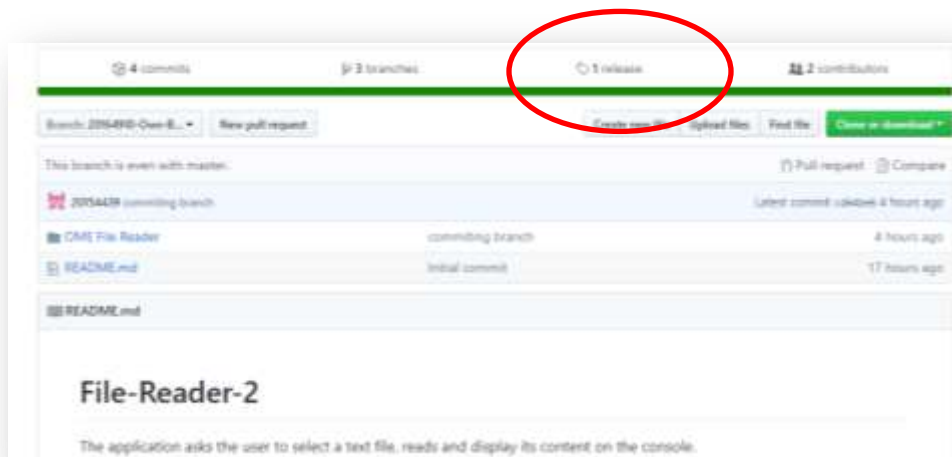 4 commits 3 branches 1 release 2 contributors
Branch: New pull request Create new file Upload files Find file Clone or download
This branch is even with master. Pull request Compare
committing branch Latest commit 4 hours ago
File Reader commiting branch 4 hours ago
README.md Initial commit 17 hours ago
README.md
File-Reader-2
The application asks the user to select a text file, reads and display its content on the console.